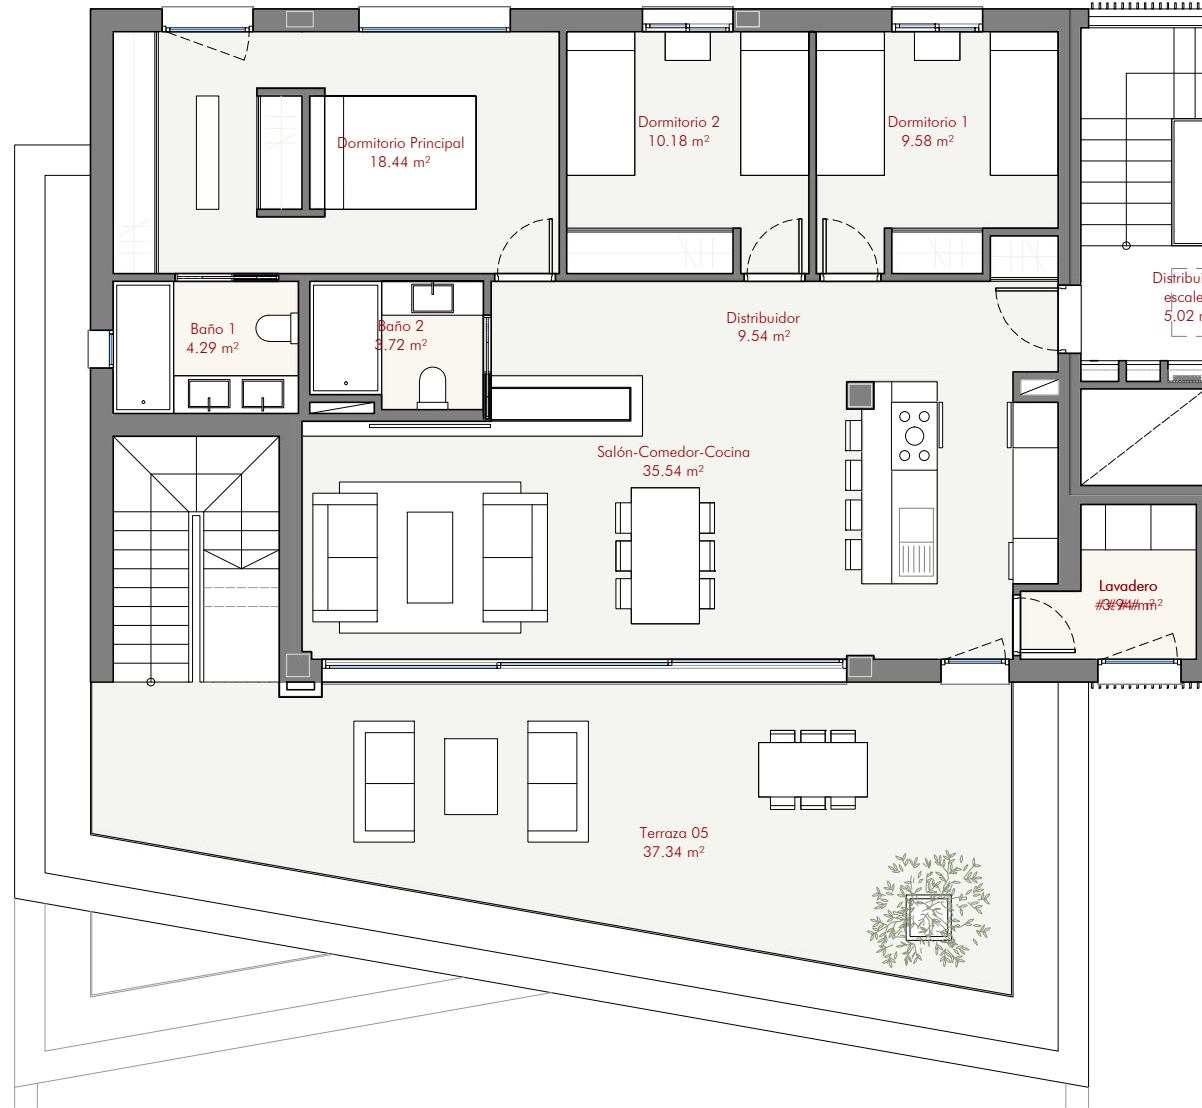 Dormitorio Principal
18.44 m²
Dormitorio 2
10.18 m²
Dormitorio 1
9.58 m²
Baño 1
4.29 m²
Baño 2
3.72 m²
Distribuidor
9.54 m²
5.02
Salón-Comedor-Cocina
35.54 m²
Lavadero
Terraza 05
37.34 m²